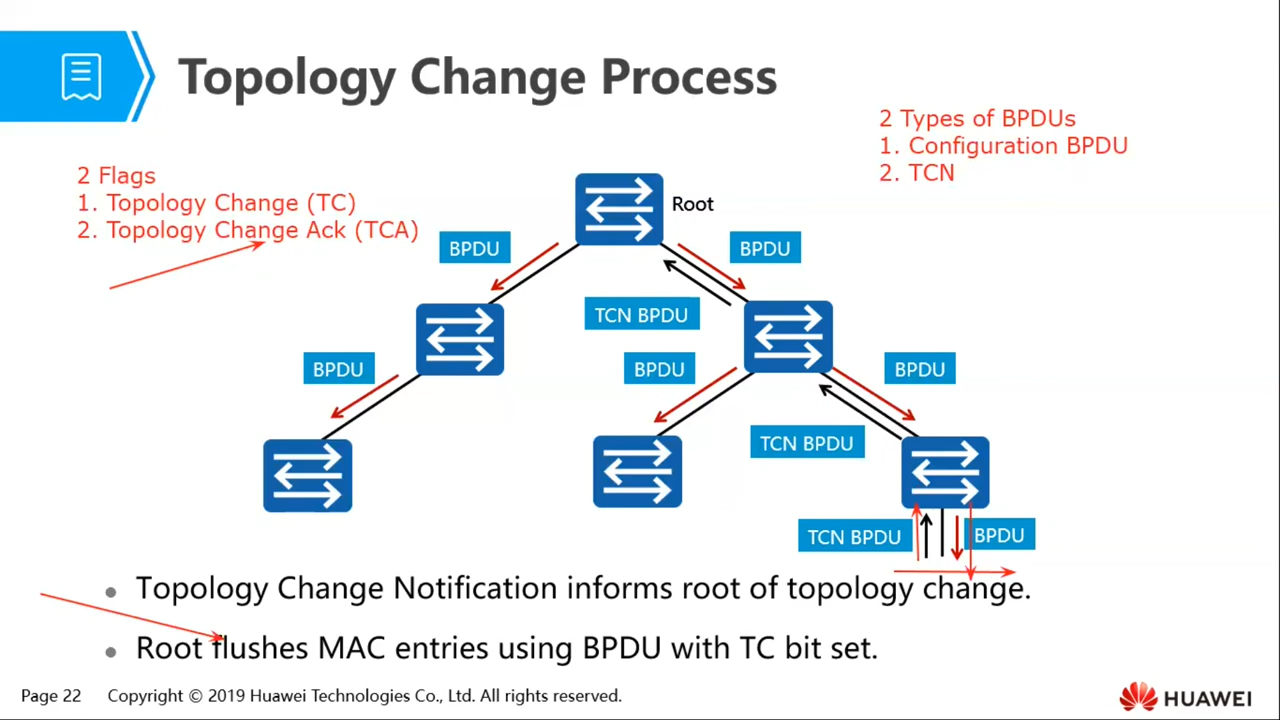 Topology Change Process
2 Types of BPDUs
1. Configuration BPDU
2. TCN
2 Flags
1. Topology Change (TC)
2. Topology Change Ack (TCA)
Root
BPDU
BPDU
TCN BPDU
BPDU
BPDU
BPDU
TCN BPDU
TCN BPDU
BPDU
• Topology Change Notification informs root of topology change.
• Root flushes MAC entries using BPDU with TC bit set.
Page 22
Copyright © 2019 Huawei Technologies Co., Ltd. All rights reserved.
HUAWEI